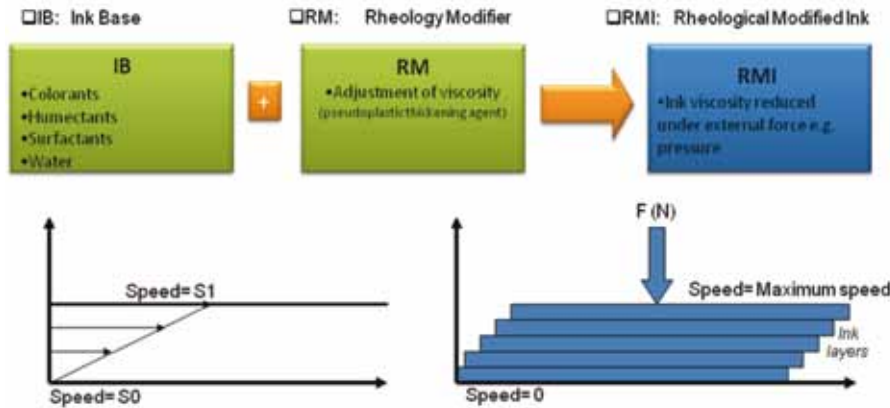 ❑IB: Ink Base
❑RM: Rheology Modifier
❑RMI: Rheological Modified Ink
IB
•Colorants
•Humectants
•Surfactants
•Water
+
RM
•Adjustment of viscosity
(pseudoplastic thickening agent)
RMI
•Ink viscosity reduced
under external force e.g.
pressure
Speed= S1
Speed= S0
F (N)
Speed= Maximum speed
Ink
layers
Speed= 0